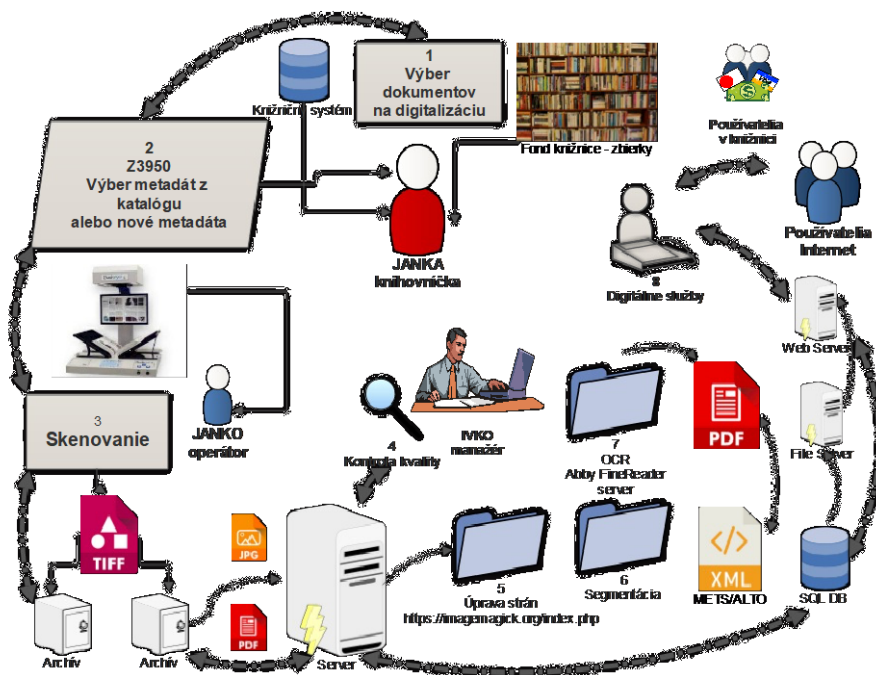 1
Výber
dokumentov
na digitalizáciu
Knižničný systém
Fond knižnice - zbierky
Používatelia
v knižnici
2
Z3950
Výber metadát z
katalógu
alebo nové metadáta
JANKA
knihovníčka
Používatelia
Internet
8
Digitálne služby
Web Server
3
Skenovanie
JANKO
operátor
4
Kontrola kvality
IVKO
manažér
7
OCR
Abby FineReader
server
PDF
File Server
TIFF
JPG
PDF
5
Úprava strán
https://imagemagick.org/index.php
6
Segmentácia
XML
METS/ALTO
SQL DB
Archív
Archív
Server